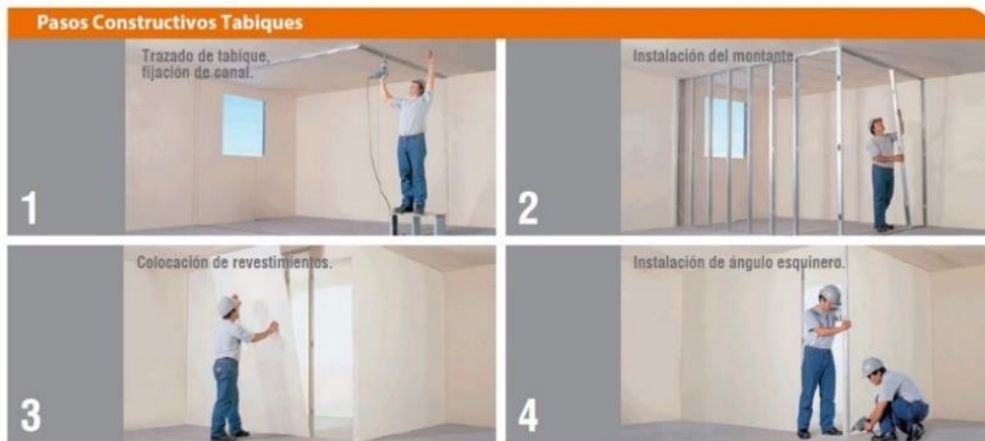 Pasos Constructivos Tabiques
Trazado de tabique,
fijación de canal.
1
Instalación del montante.
2
Colocación de revestimientos.
3
Instalación de ángulo esquinero.
4